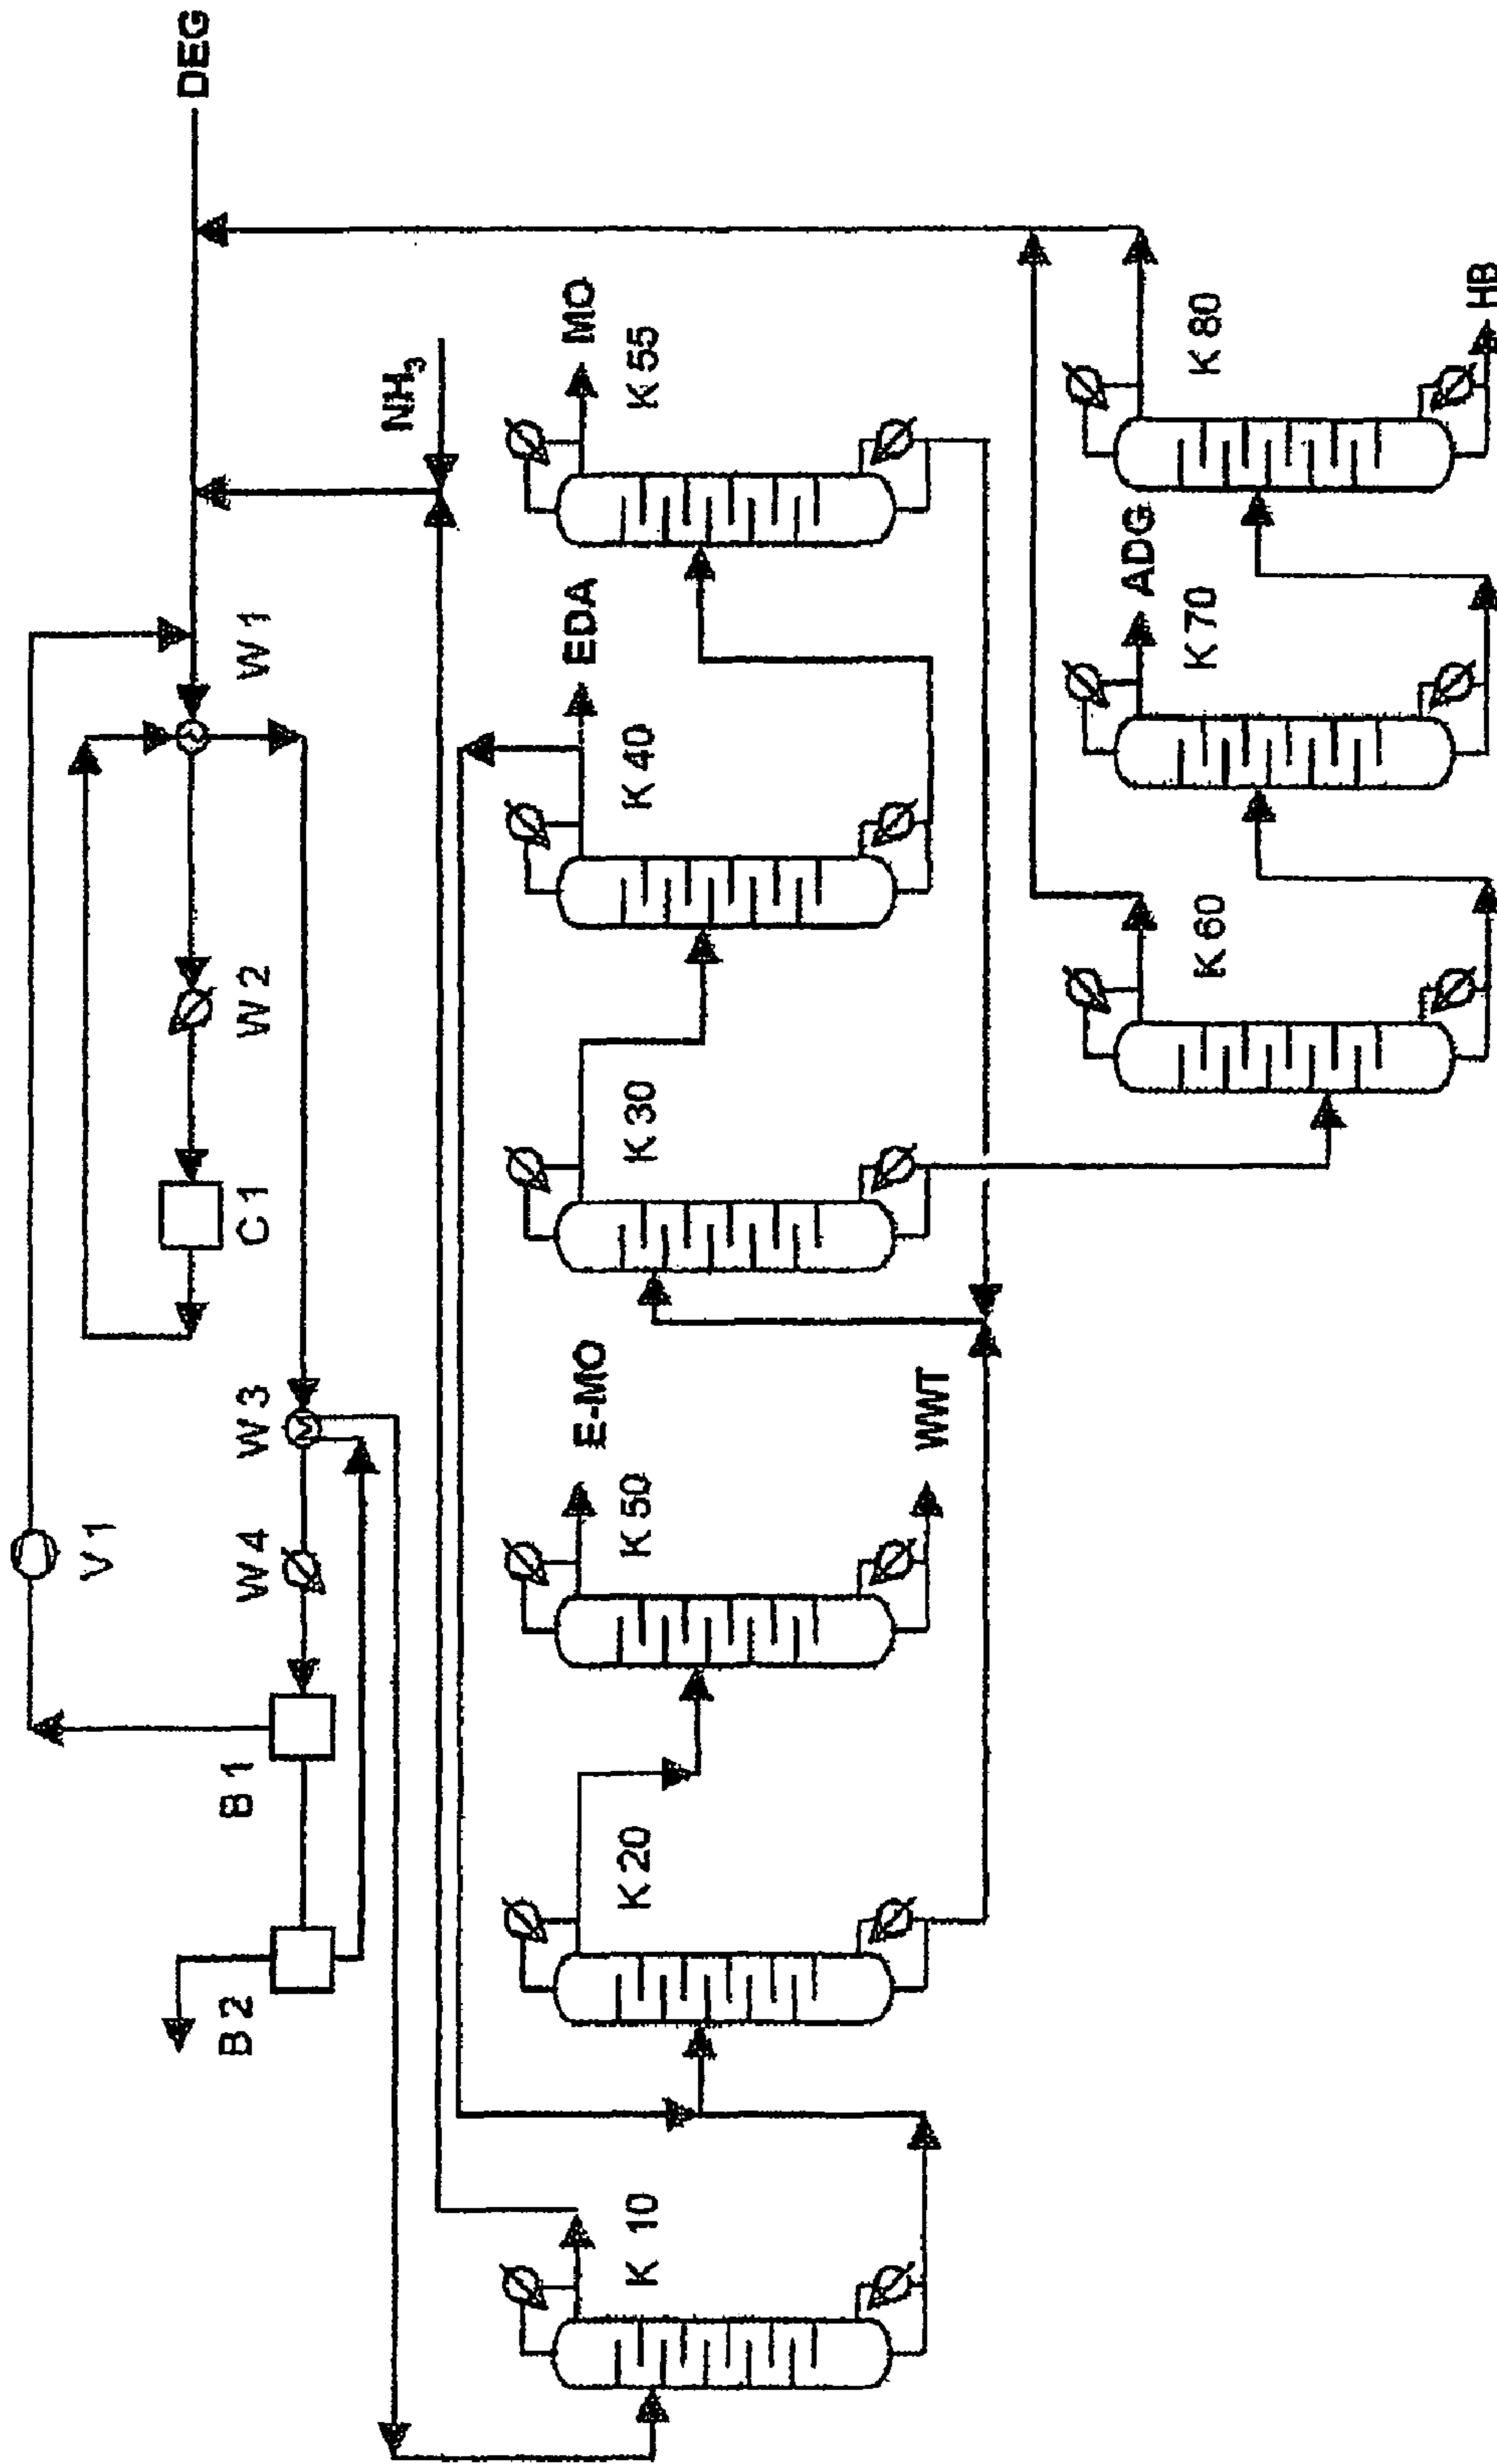 DEG
V 1
W 1
W 2
C 1
W 3
W 4
B 1
B 2
NH3
K 10
K 20
K 50
E-MO
WWT
K 30
K 40
EDA
K 55
MO
K 60
K 70
ADG
K 80
HB